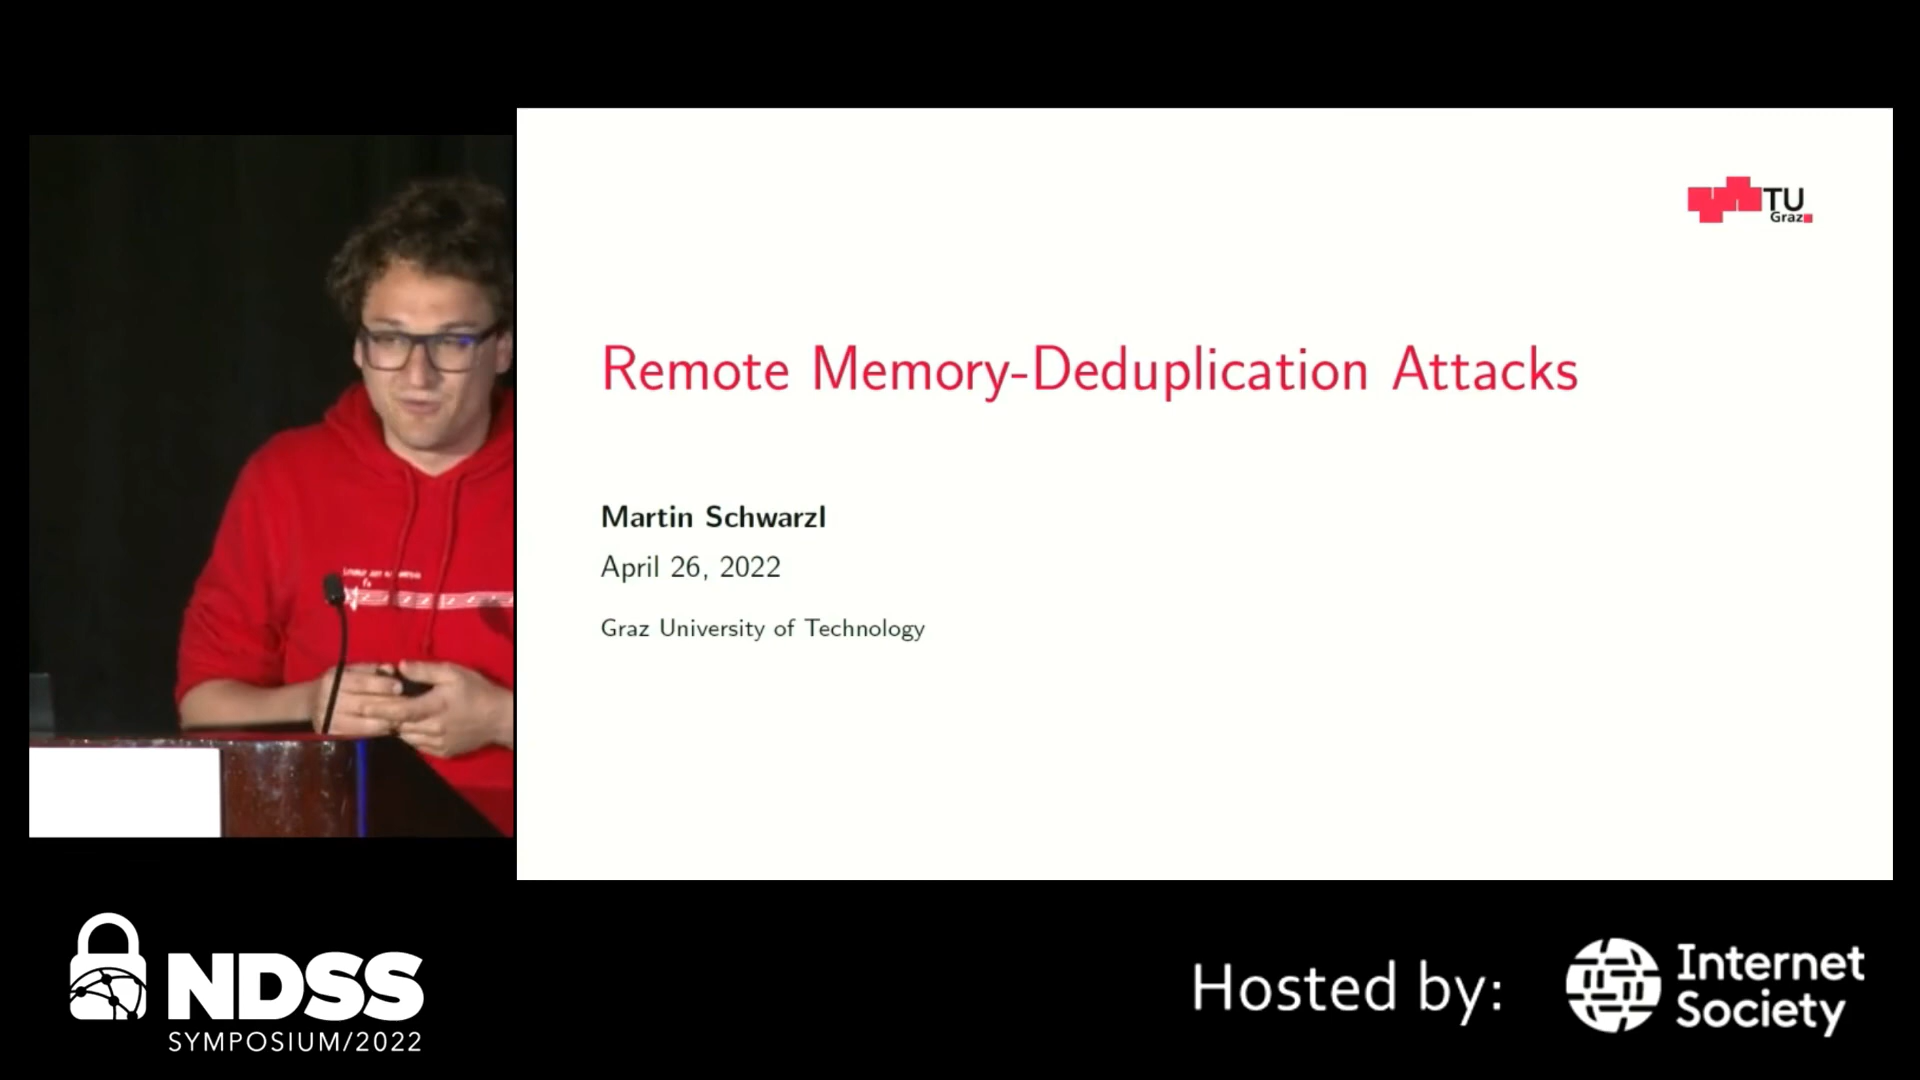 TU
Graz
Remote Memory-Deduplication Attacks
Martin Schwarzl
April 26, 2022
Graz University of Technology
NDSS
SYMPOSIUM/2022
Hosted by:
Internet
Society